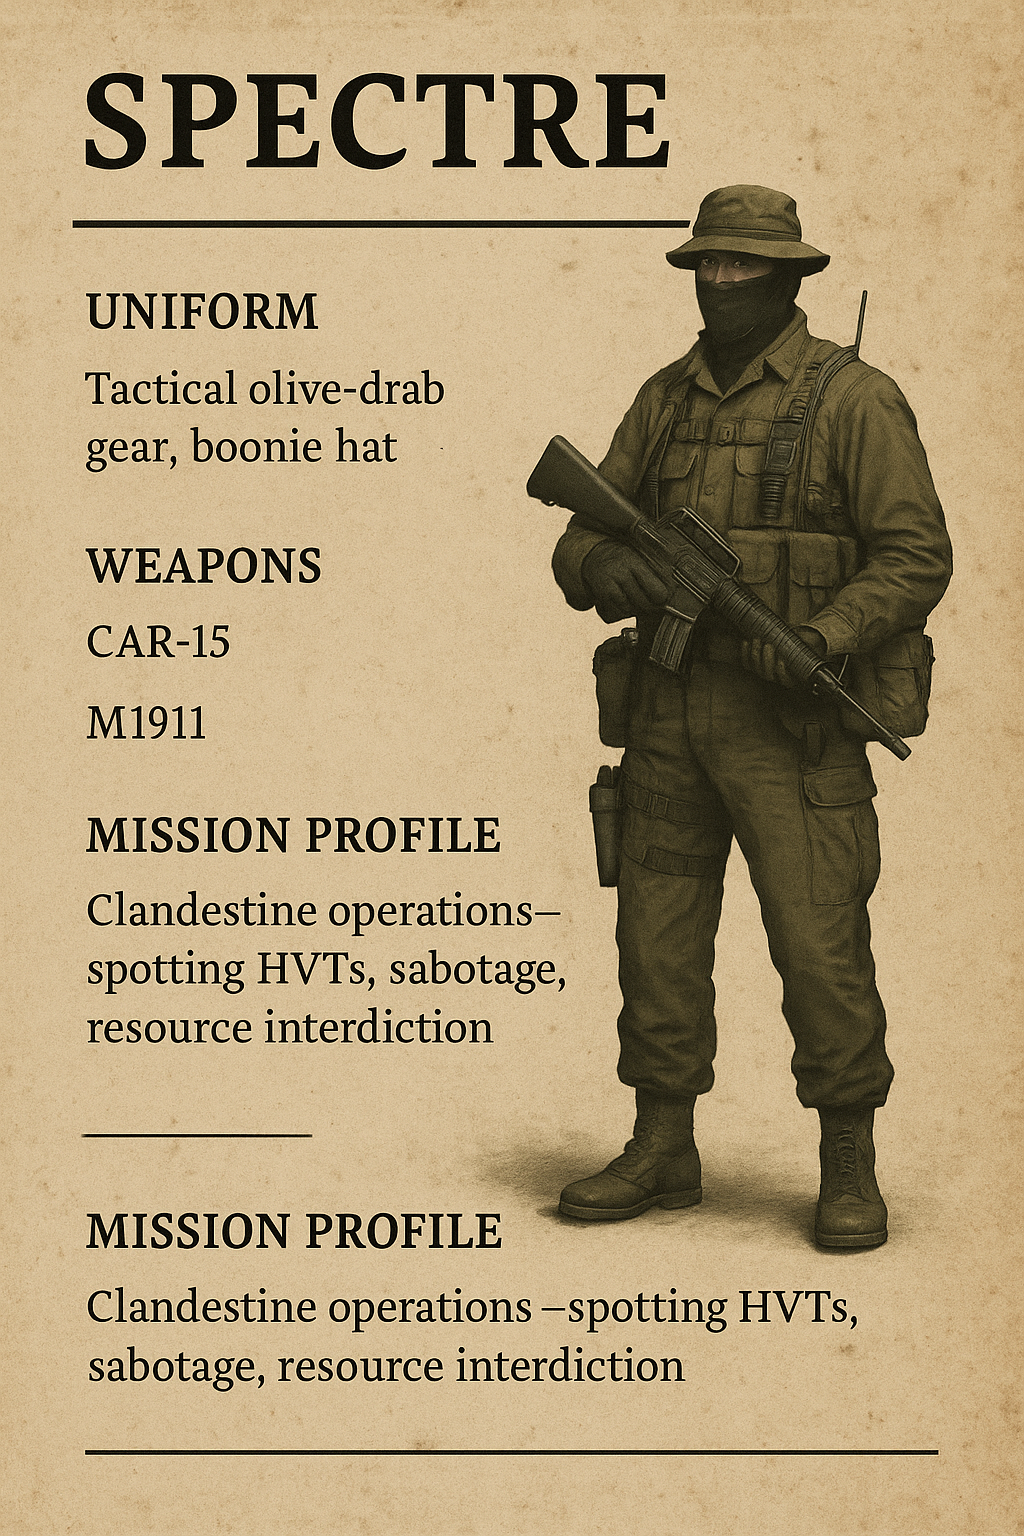 SPECTRE
UNIFORM
Tactical olive-drab
gear, boonie hat
WEAPONS
CAR-15
M1911
MISSION PROFILE
Clandestine operations–
spotting HVTs, sabotage,
resource interdiction
MISSION PROFILE
Clandestine operations –spotting HVTs,
sabotage, resource interdiction